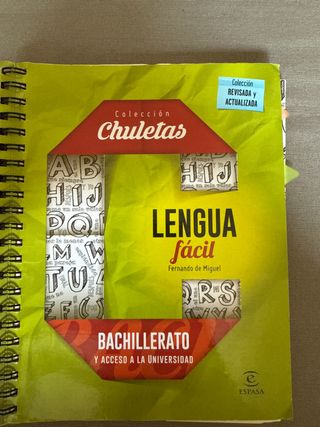 Colección
REVISADA y
ACTUALIZADA
Colección
Chuletas
LENGUA
fácil
Fernando de Miguel
BACHILLERATO
Y ACCESO A LA UNIVERSIDAD
ESPASA